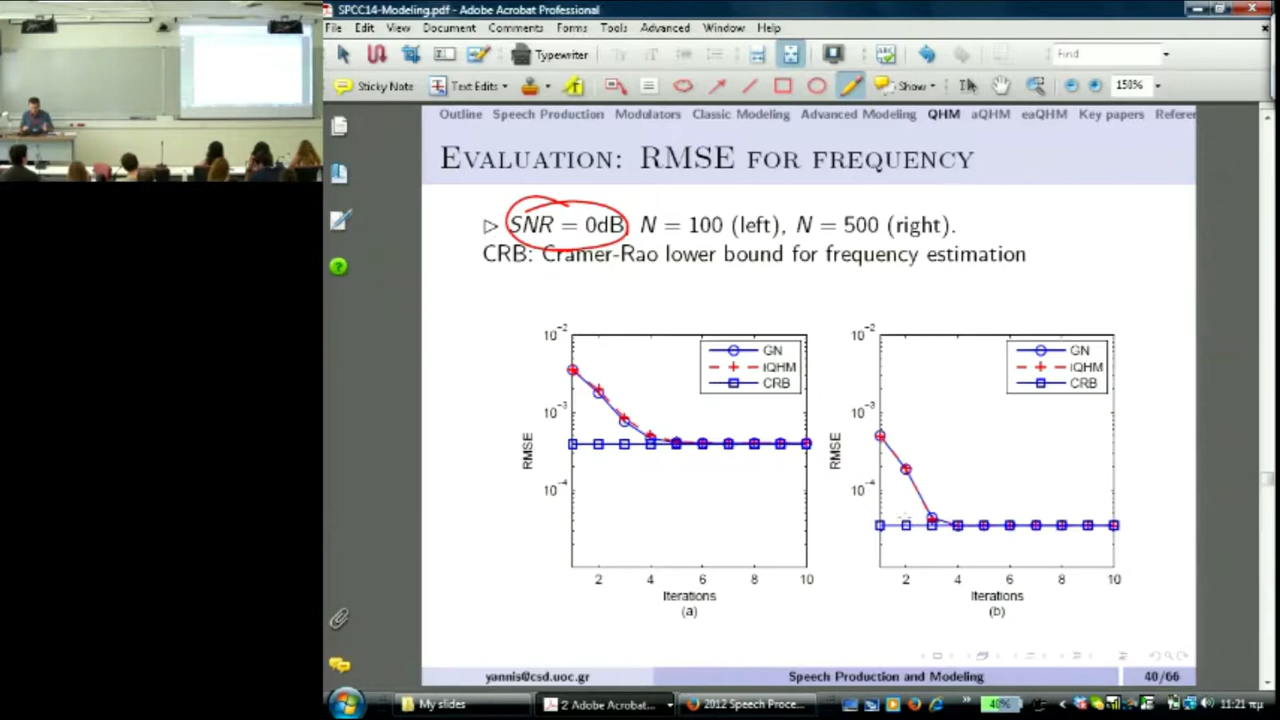 SPCC14-Modeling.pdf - Adobe Acrobat Professional
File Edit View Document Comments Forms Tools Advanced Window Help
Typewriter
Find
Sticky Note
Text Edits
Show
150%
Outline Speech Production Modulators Classic Modeling Advanced Modeling QHM aQHM eaQHM Key papers Referen
EVALUATION: RMSE FOR FREQUENCY
▷ SNR = 0dB, N = 100 (left), N = 500 (right).
CRB: Cramer-Rao lower bound for frequency estimation
10^-2
GN
iQHM
CRB
10^-3
RMSE
10^-4
2 4 6 8 10
Iterations
(a)
10^-2
GN
iQHM
CRB
10^-3
RMSE
10^-4
2 4 6 8 10
Iterations
(b)
yannis@csd.uoc.gr
Speech Production and Modeling
40/66
My slides
2 Adobe Acrobat...
2012 Speech Proce...
48%
11:21 πμ